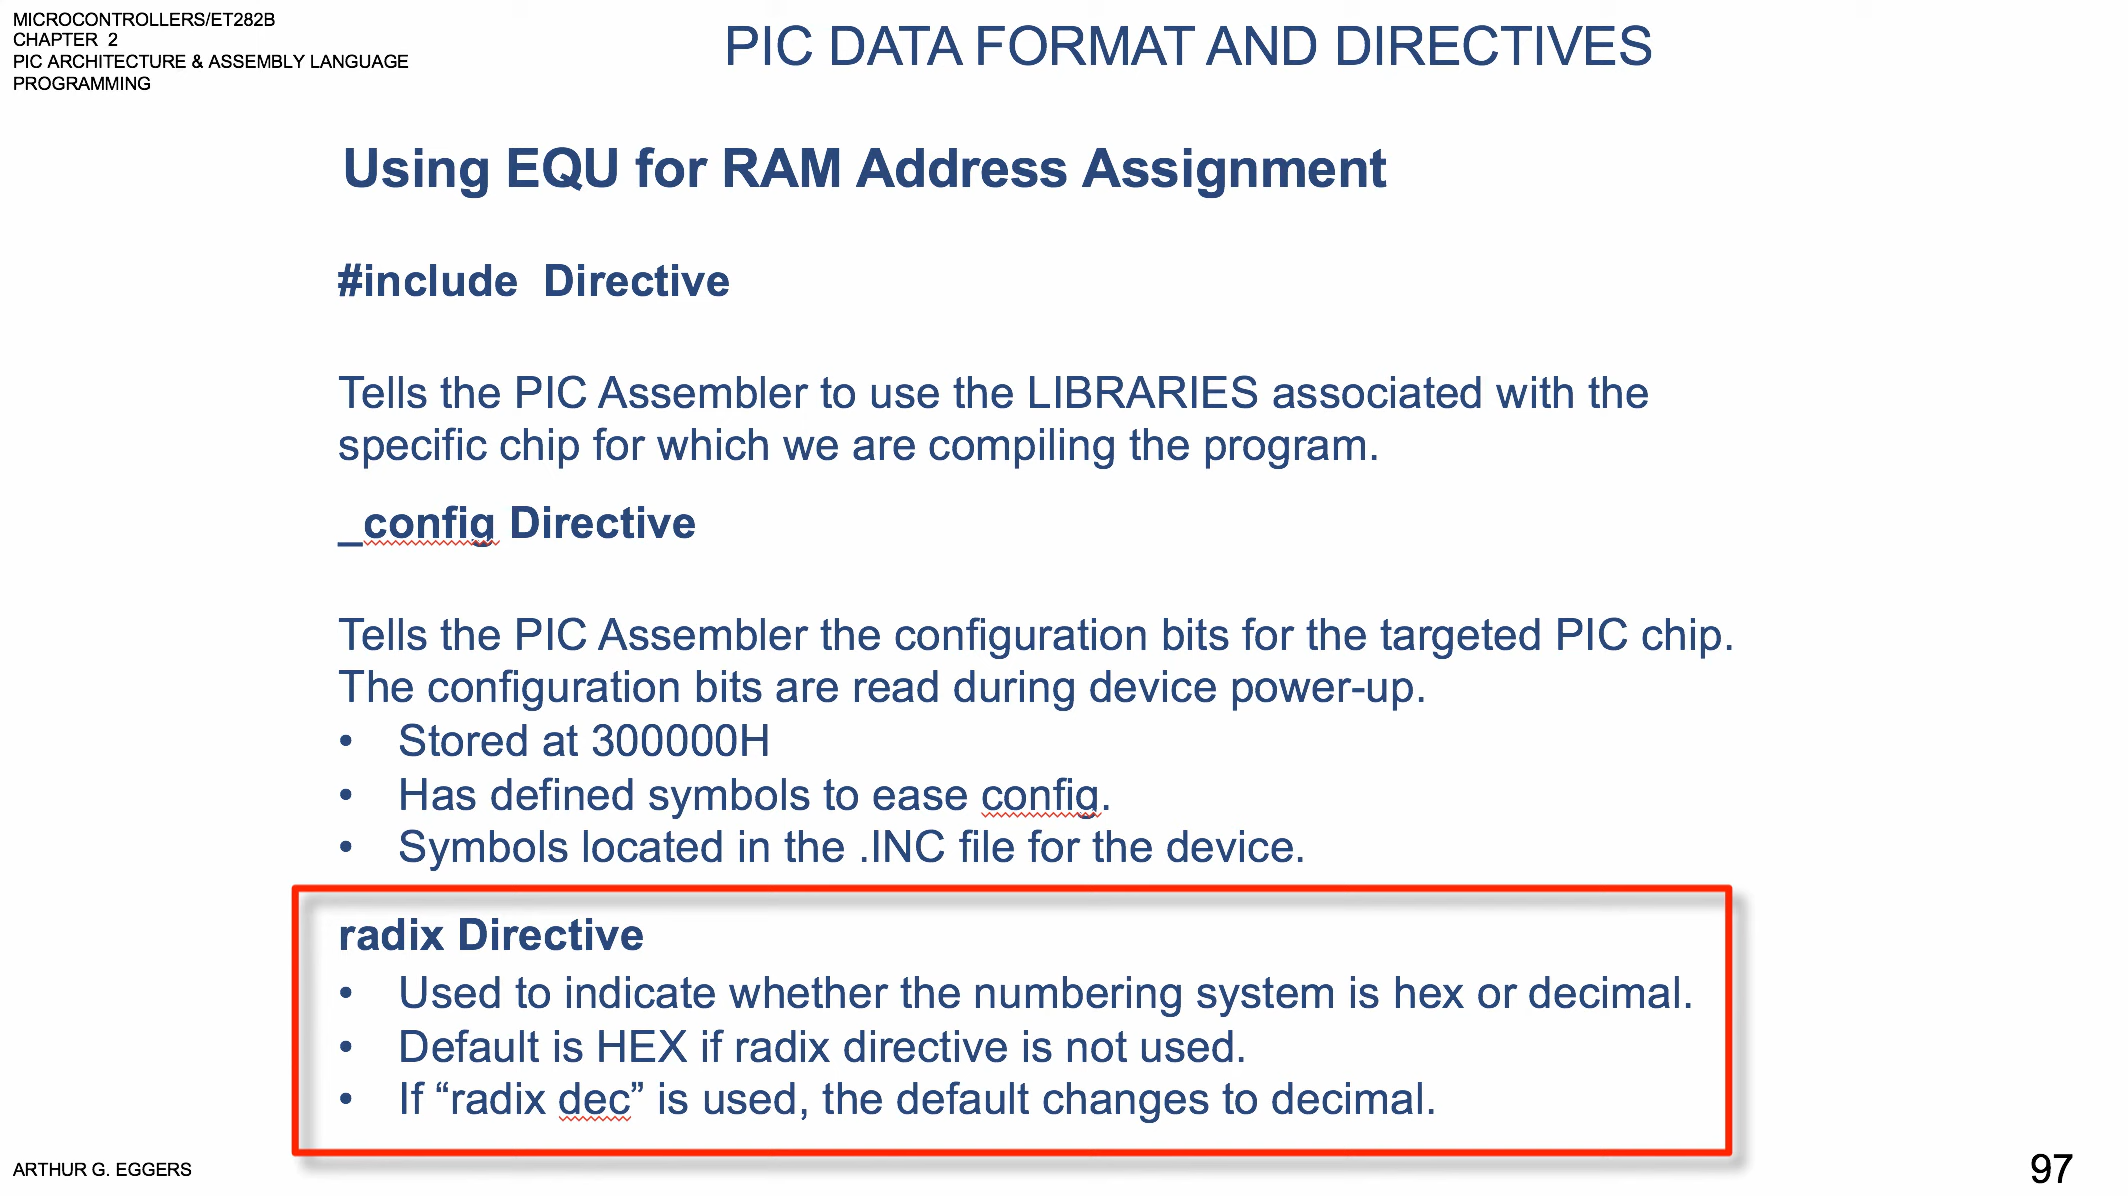 MICROCONTROLLERS/ET282B
CHAPTER 2
PIC ARCHITECTURE & ASSEMBLY LANGUAGE
PROGRAMMING
PIC DATA FORMAT AND DIRECTIVES
Using EQU for RAM Address Assignment
#include Directive
Tells the PIC Assembler to use the LIBRARIES associated with the
specific chip for which we are compiling the program.
_config Directive
Tells the PIC Assembler the configuration bits for the targeted PIC chip.
The configuration bits are read during device power-up.
• Stored at 300000H
• Has defined symbols to ease config.
• Symbols located in the .INC file for the device.
radix Directive
• Used to indicate whether the numbering system is hex or decimal.
• Default is HEX if radix directive is not used.
• If “radix dec” is used, the default changes to decimal.
ARTHUR G. EGGERS
97